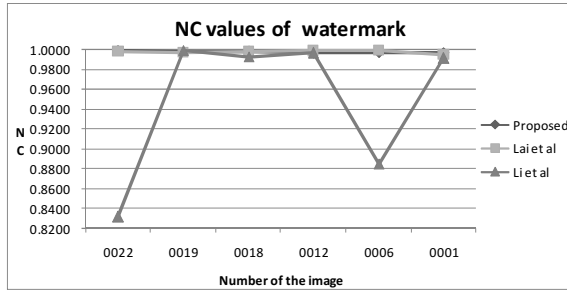 NC values of watermark
1.0000
0.9800
0.9600
0.9400
0.9200
0.9000
0.8800
0.8600
0.8400
0.8200
N
C
0022 0019 0018 0012 0006 0001
Number of the image
Proposed
Lai et al
Li et al